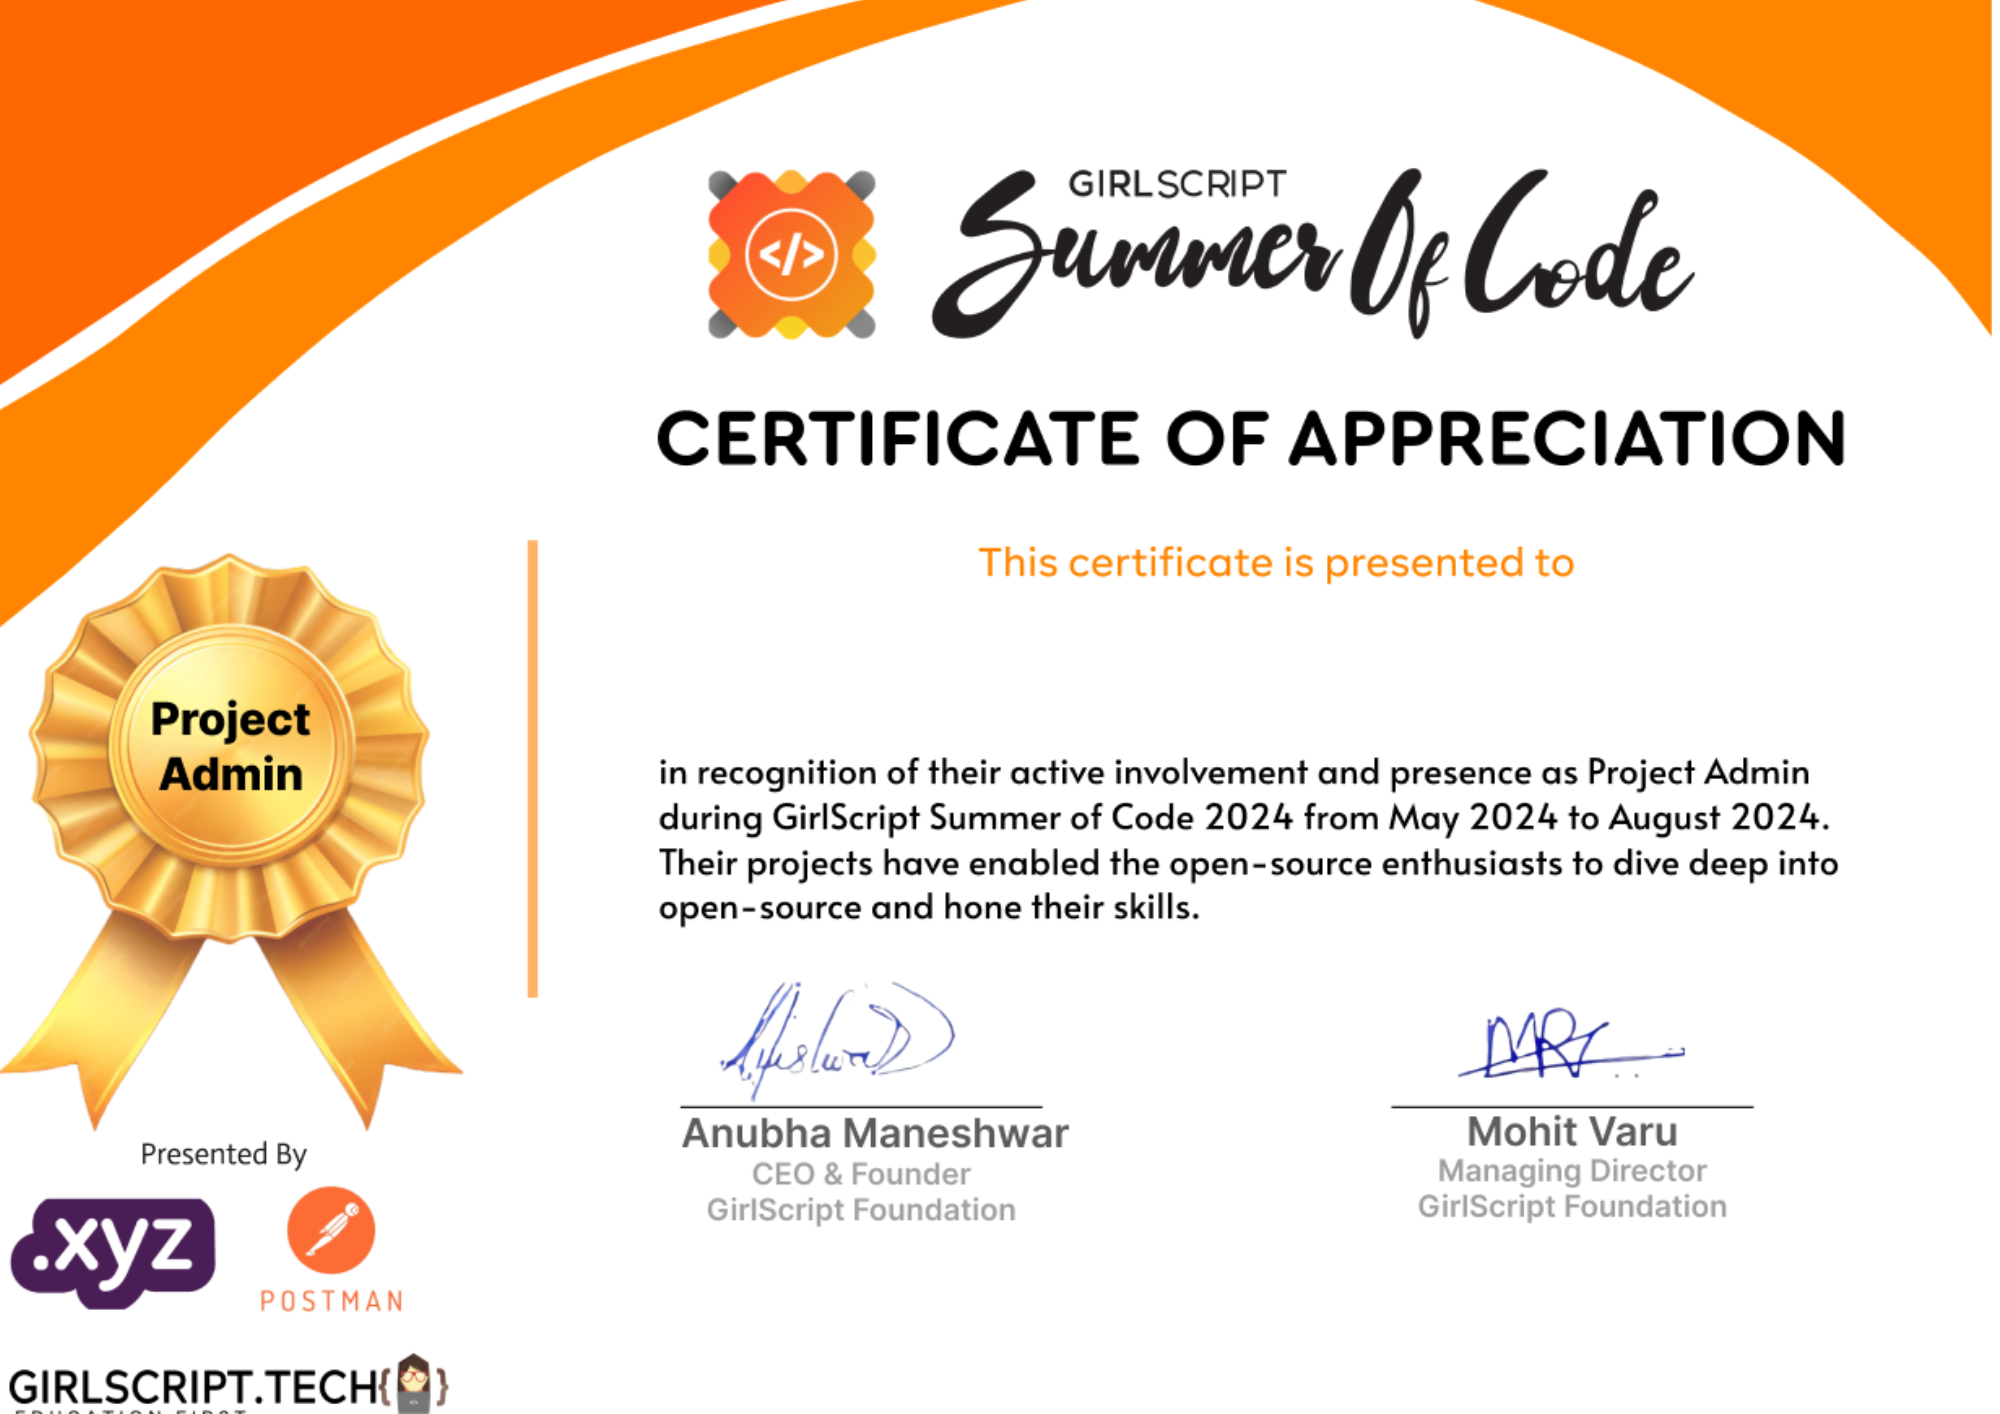 GIRLSCRIPT
Summer Of Code
</>
CERTIFICATE OF APPRECIATION
This certificate is presented to
Project
Admin
in recognition of their active involvement and presence as Project Admin
during GirlScript Summer of Code 2024 from May 2024 to August 2024.
Their projects have enabled the open-source enthusiasts to dive deep into
open-source and hone their skills.
Anubha Maneshwar
CEO & Founder
GirlScript Foundation
Mohit Varu
Managing Director
GirlScript Foundation
Presented By
.xyz
POSTMAN
GIRLSCRIPT.TECH{ }
EDUCATION FIRST